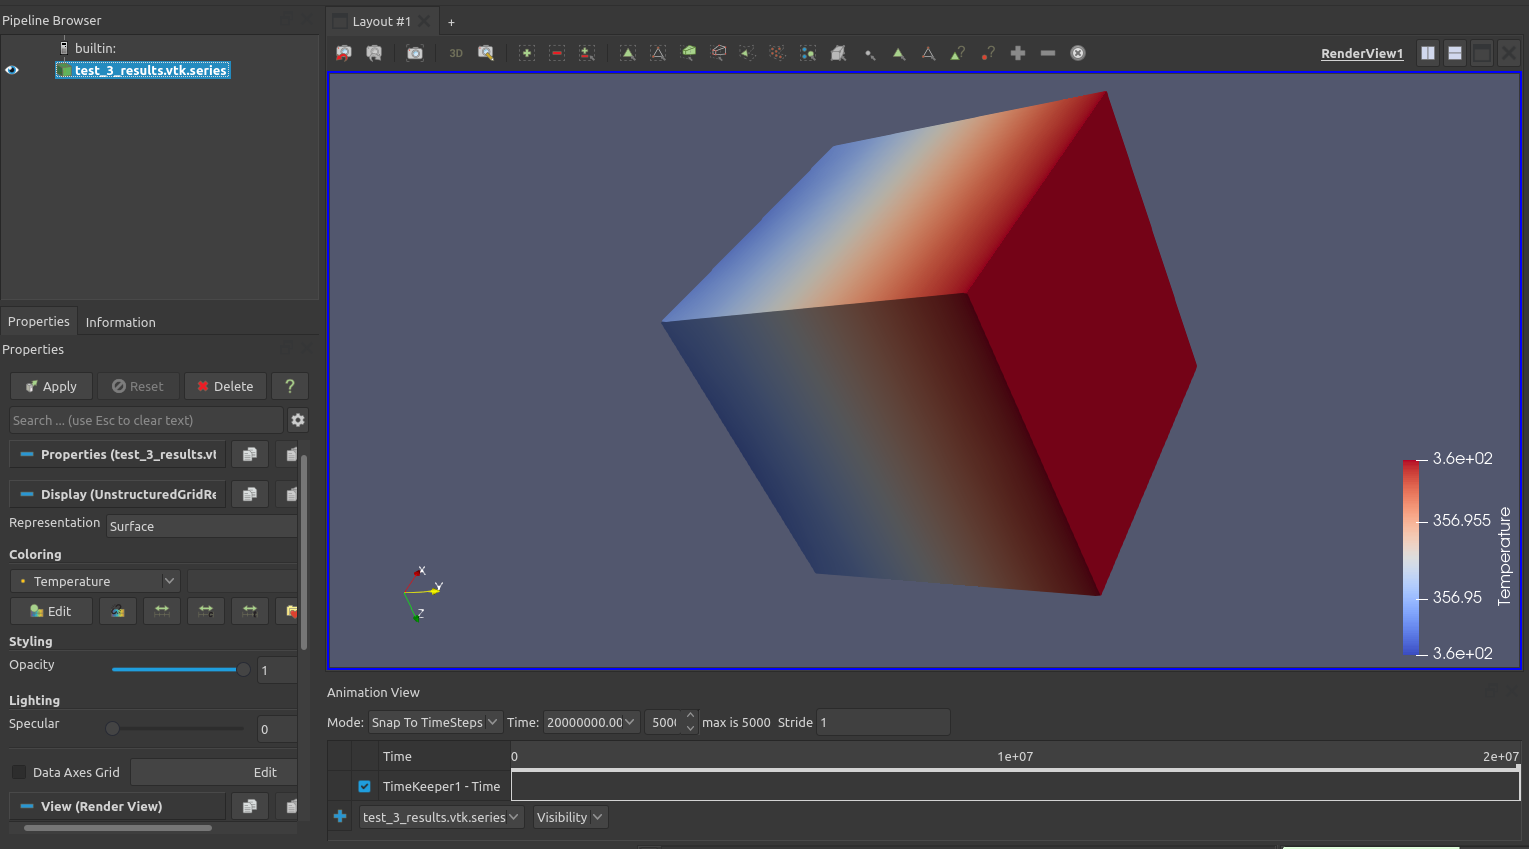 Pipeline Browser
builtin:
test_3_results.vtk.series
Properties
Information
Properties
Apply
Reset
Delete
?
Search ... (use Esc to clear text)
Properties (test_3_results.vt
Display (UnstructuredGridRe
Representation
Surface
Coloring
Temperature
Edit
Styling
Opacity
1
Lighting
Specular
0
Data Axes Grid
Edit
View (Render View)
Layout #1
+
3D
RenderView1
X
Y
Z
3.6e+02
356.955
356.95
3.6e+02
Temperature
Animation View
Mode:
Snap To TimeSteps
Time:
20000000.00
500
max is 5000
Stride
1
Time
0
1e+07
2e+07
TimeKeeper1 - Time
test_3_results.vtk.series
Visibility